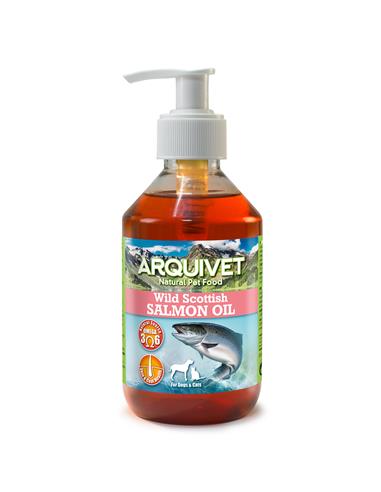 ARQUIVET
Natural Pet Food
Wild Scottish
SALMON OIL
OMEGA
3 Ω 6
For Dogs & Cats